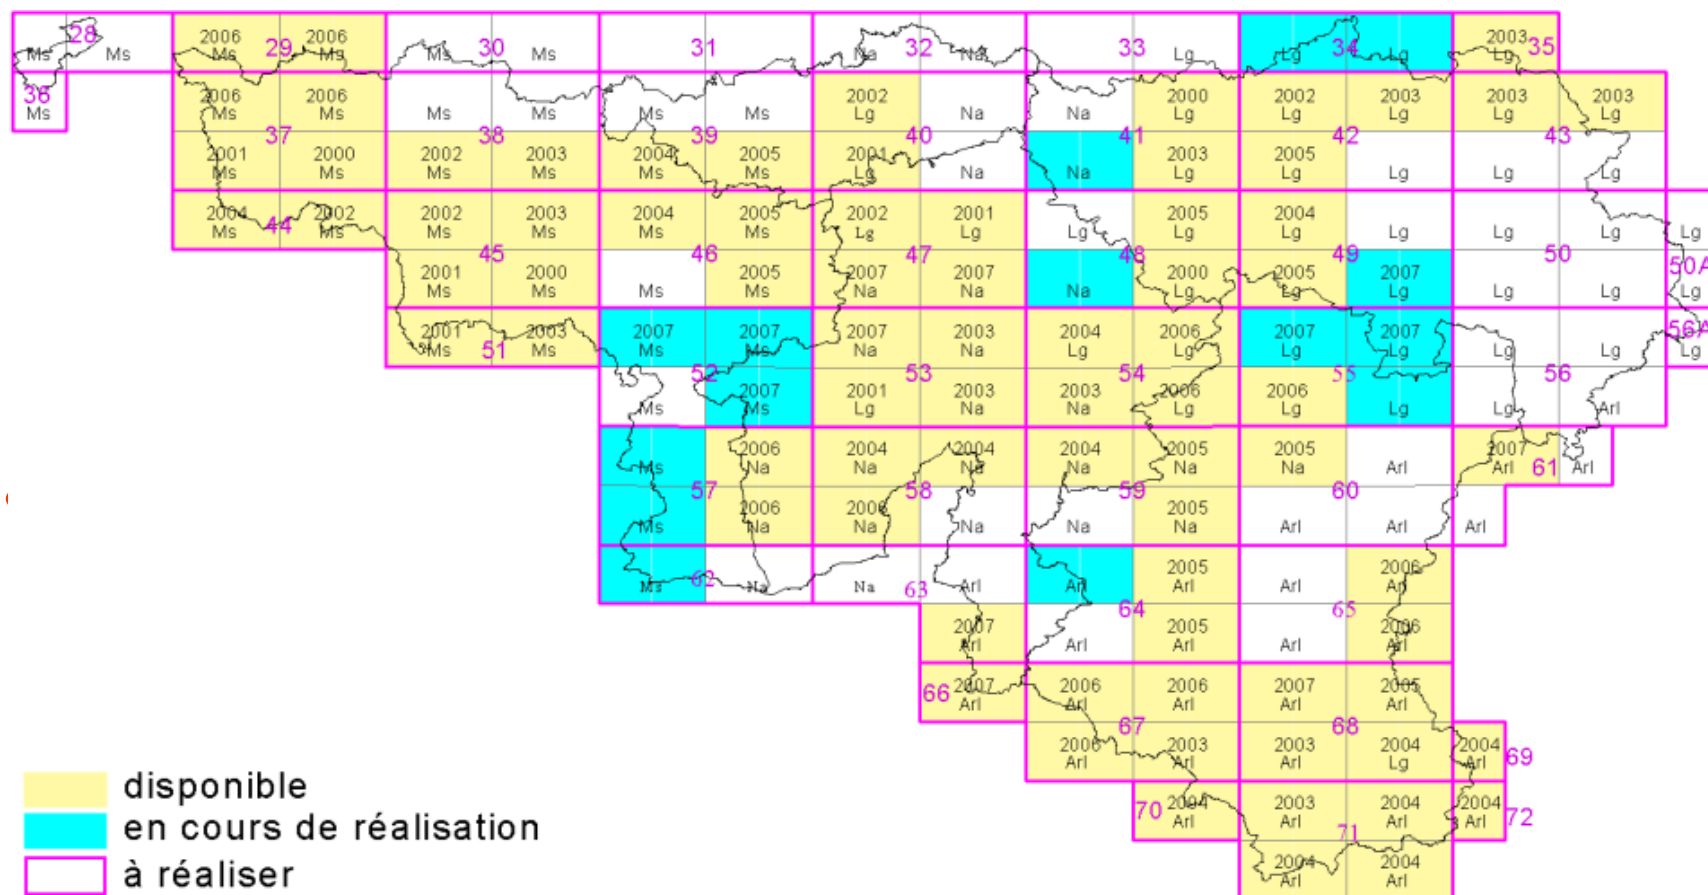 28 29 30 31 32 33 34 35
2006 2006 2003
Ms Ms Ms Ms Ms Ms Na Na Lg Lg Lg Lg
36
2006 2006 2002 2000 2002 2003 2003 2003
Ms Ms Ms Ms Ms Ms Ms Lg Na Na Lg Lg Lg Lg Lg
37 38 39 40 41 42 43
2001 2000 2002 2003 2004 2005 2001 2003 2005
Ms Ms Ms Ms Ms Ms Lg Na Na Lg Lg Lg Lg Lg
2004 2002 2002 2003 2004 2005 2002 2001 2005 2004
Ms Ms Ms Ms Ms Ms Lg Lg Lg Lg Lg Lg Lg Lg Lg
44 45 46 47 48 49 50 50A
2001 2000 2005 2007 2007 2000 2005 2007
Ms Ms Ms Ms Na Na Na Lg Lg Lg Lg Lg Lg
2001 2003 2007 2007 2007 2003 2004 2006 2007 2007 56A
Ms Ms Ms Ms Na Na Lg Lg Lg Lg Lg Lg Lg
51 52 53 54 55 56
2007 2001 2003 2003 2006 2006
Ms Ms Lg Na Na Lg Lg Lg Lg Arl
2006 2004 2004 2004 2005 2005 2007
Ms Na Na Na Na Na Na Arl Arl 61 Arl
57 58 59 60
2006 2006 2005
Ms Na Na Na Na Na Arl Arl Arl
2005 2006
Ms Na Na Arl Arl Arl Arl Arl
62 63 64 65
2007 2005 2006
Arl Arl Arl Arl Arl
66 2007 2006 2006 2007 2005
Arl Arl Arl Arl Arl
67 68
2006 2003 2003 2004 2004 69
Arl Arl Arl Lg Arl
70 2004 2003 2004 2004 72
Arl Arl Arl Arl
71
2004 2004
Arl Arl
disponible
en cours de réalisation
à réaliser